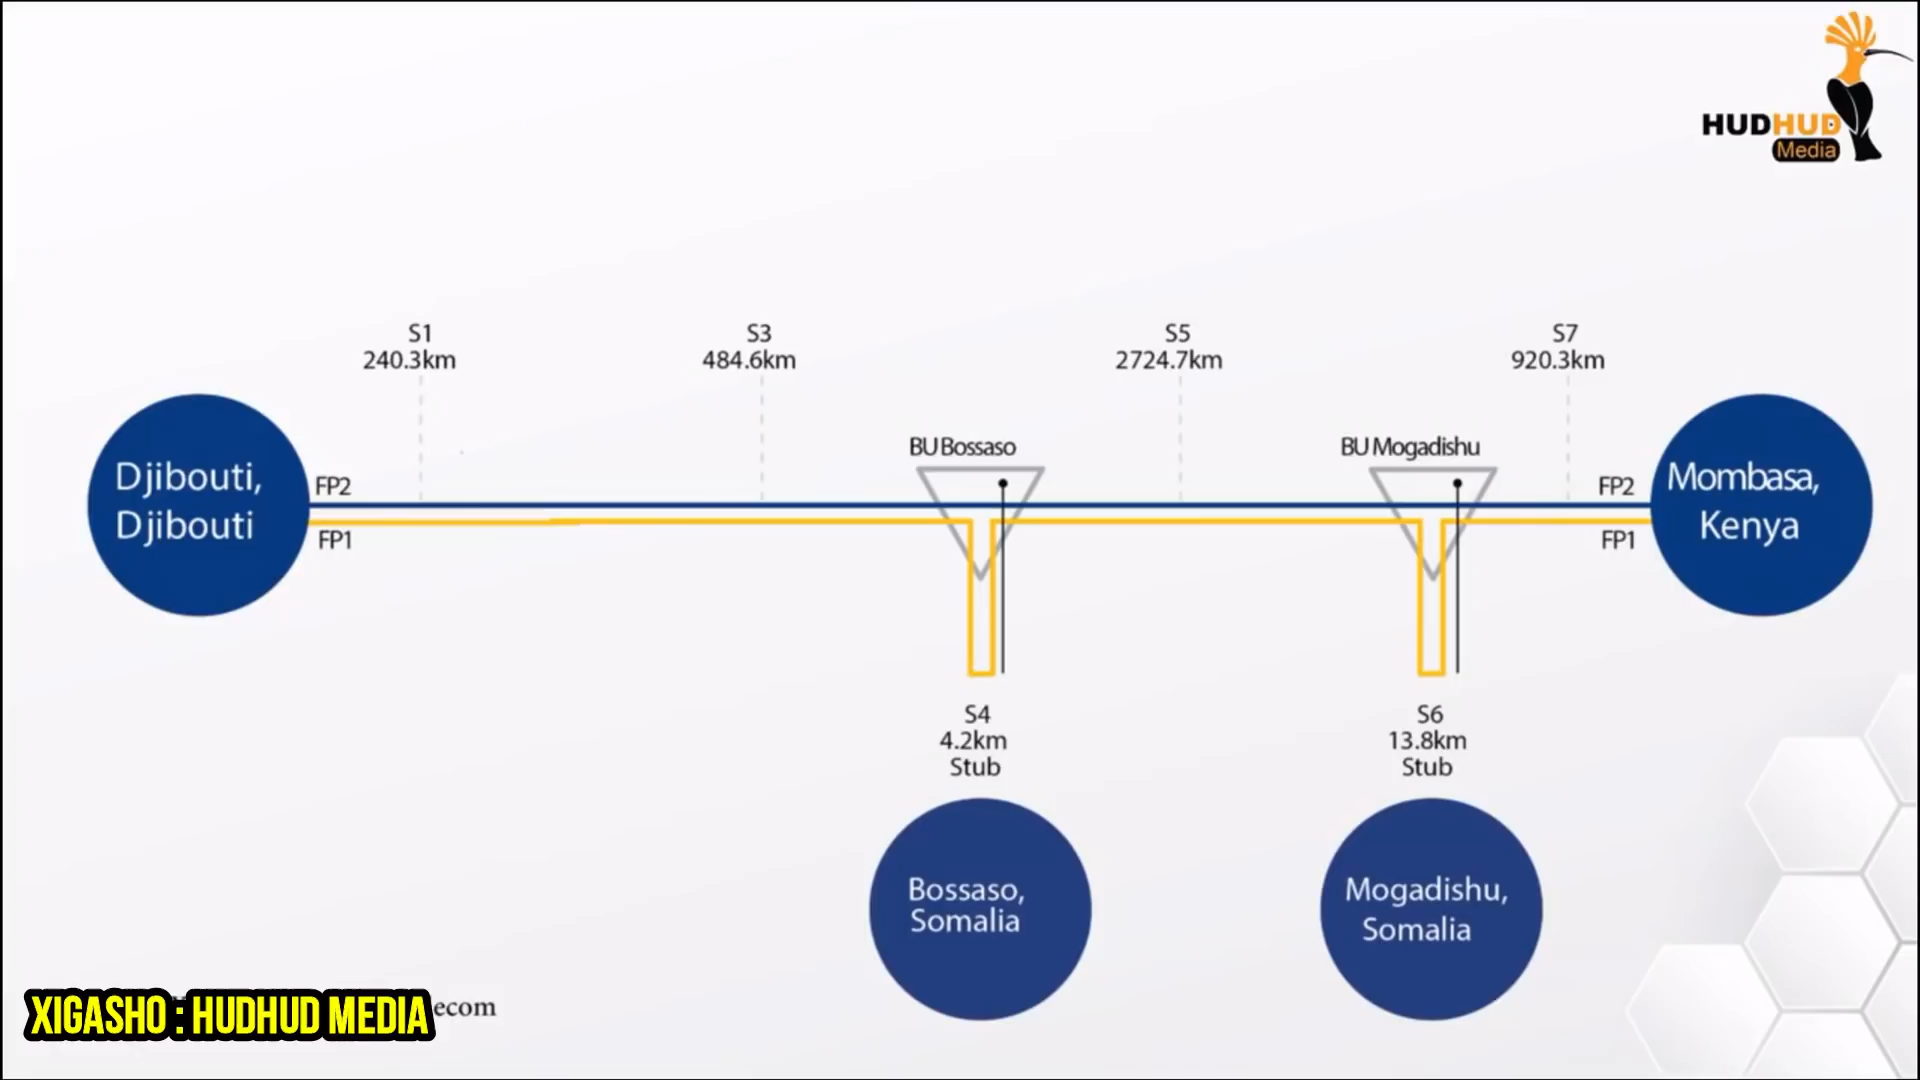 HUDHUD
Media
S1
240.3km
S3
484.6km
S5
2724.7km
S7
920.3km
BU Bossaso
BU Mogadishu
Djibouti,
Djibouti
FP2
FP1
FP2
FP1
Mombasa,
Kenya
S4
4.2km
Stub
S6
13.8km
Stub
Bossaso,
Somalia
Mogadishu,
Somalia
XIGASHO : HUDHUD MEDIA